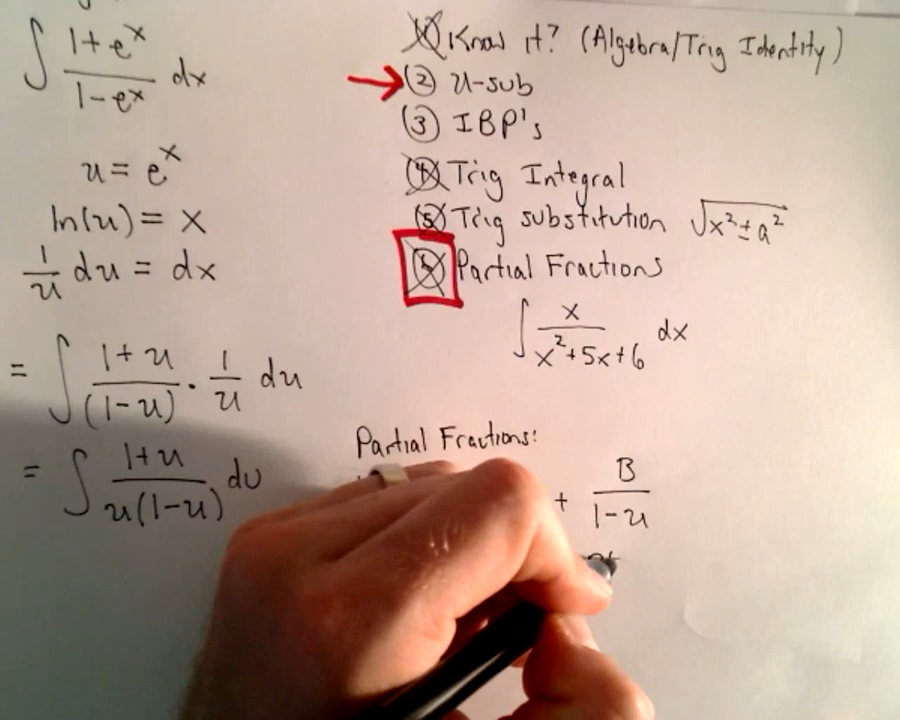 ∫ (1+e^x)/(1-e^x) dx
u = e^x
ln(u) = x
1/u du = dx
= ∫ (1+u)/(1-u) · 1/u du
= ∫ (1+u)/(u(1-u)) du
① Know it? (Algebra/Trig Identity)
→ ② u-sub
③ IBP's
④ Trig Integral
⑤ Trig substitution √(x²±a²)
⑥ Partial Fractions
∫ x/(x²+5x+6) dx
Partial Fractions:
+ B/(1-u)